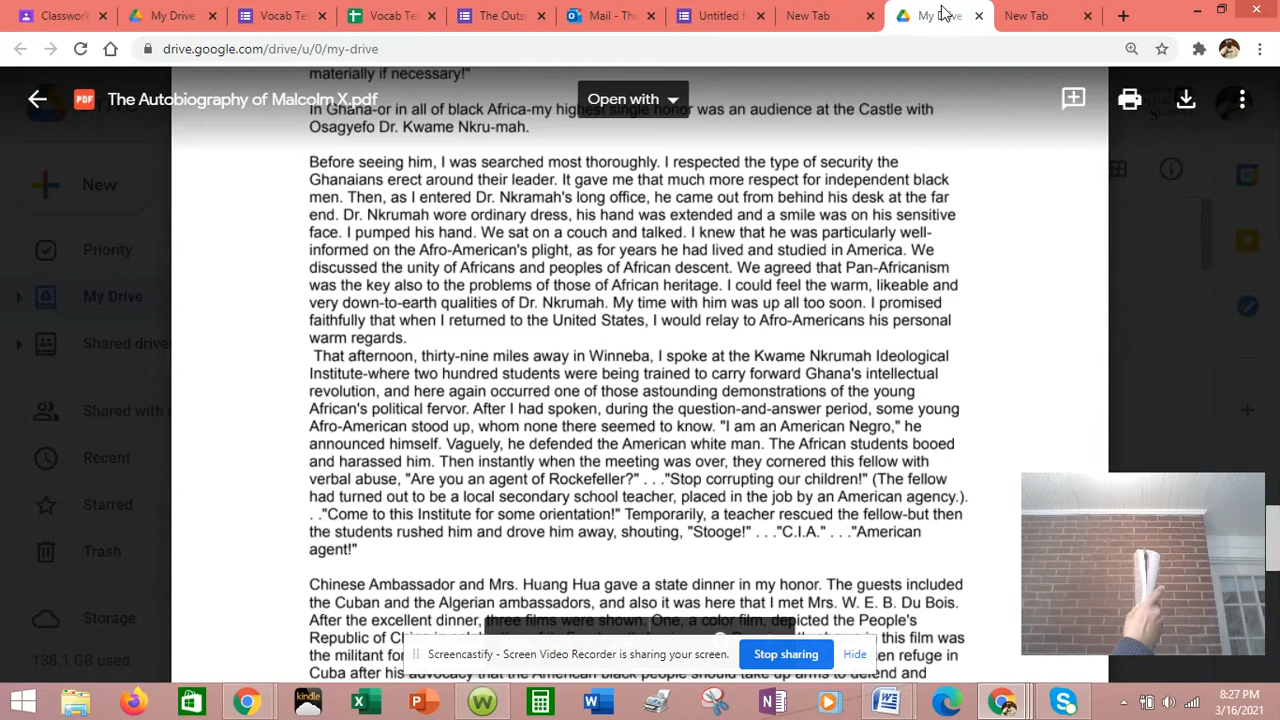 Classwork
My Drive
Vocab Te
Vocab Te
The Outs
Mail - Th
Untitled f
New Tab
My Drive
New Tab
drive.google.com/drive/u/0/my-drive
materially if necessary!"
The Autobiography of Malcolm X.pdf
Open with
In Ghana-or in all of black Africa-my highest single honor was an audience at the Castle with
Osagyefo Dr. Kwame Nkru-mah.
Before seeing him, I was searched most thoroughly. I respected the type of security the
Ghanaians erect around their leader. It gave me that much more respect for independent black
men. Then, as I entered Dr. Nkramah's long office, he came out from behind his desk at the far
end. Dr. Nkrumah wore ordinary dress, his hand was extended and a smile was on his sensitive
face. I pumped his hand. We sat on a couch and talked. I knew that he was particularly well-
informed on the Afro-American's plight, as for years he had lived and studied in America. We
discussed the unity of Africans and peoples of African descent. We agreed that Pan-Africanism
was the key also to the problems of those of African heritage. I could feel the warm, likeable and
very down-to-earth qualities of Dr. Nkrumah. My time with him was up all too soon. I promised
faithfully that when I returned to the United States, I would relay to Afro-Americans his personal
warm regards.
That afternoon, thirty-nine miles away in Winneba, I spoke at the Kwame Nkrumah Ideological
Institute-where two hundred students were being trained to carry forward Ghana's intellectual
revolution, and here again occurred one of those astounding demonstrations of the young
African's political fervor. After I had spoken, during the question-and-answer period, some young
Afro-American stood up, whom none there seemed to know. "I am an American Negro," he
announced himself. Vaguely, he defended the American white man. The African students booed
and harassed him. Then instantly when the meeting was over, they cornered this fellow with
verbal abuse, "Are you an agent of Rockefeller?" . . ."Stop corrupting our children!" (The fellow
had turned out to be a local secondary school teacher, placed in the job by an American agency.).
. ."Come to this Institute for some orientation!" Temporarily, a teacher rescued the fellow-but then
the students rushed him and drove him away, shouting, "Stooge!" . . ."C.I.A." . . ."American
agent!"
Chinese Ambassador and Mrs. Huang Hua gave a state dinner in my honor. The guests included
the Cuban and the Algerian ambassadors, and also it was here that I met Mrs. W. E. B. Du Bois.
After the excellent dinner, three films were shown. One, a color film, depicted the People's
Republic of
this film was
the militant
refuge in
Cuba after his advocacy that the American black people should take up arms to defend and
New
Priority
My Drive
Shared drive
Shared with
Recent
Starred
Trash
Storage
138.1 GB used
Screencastify - Screen Video Recorder is sharing your screen.
Stop sharing
Hide
kindle
8:27 PM
3/16/2021